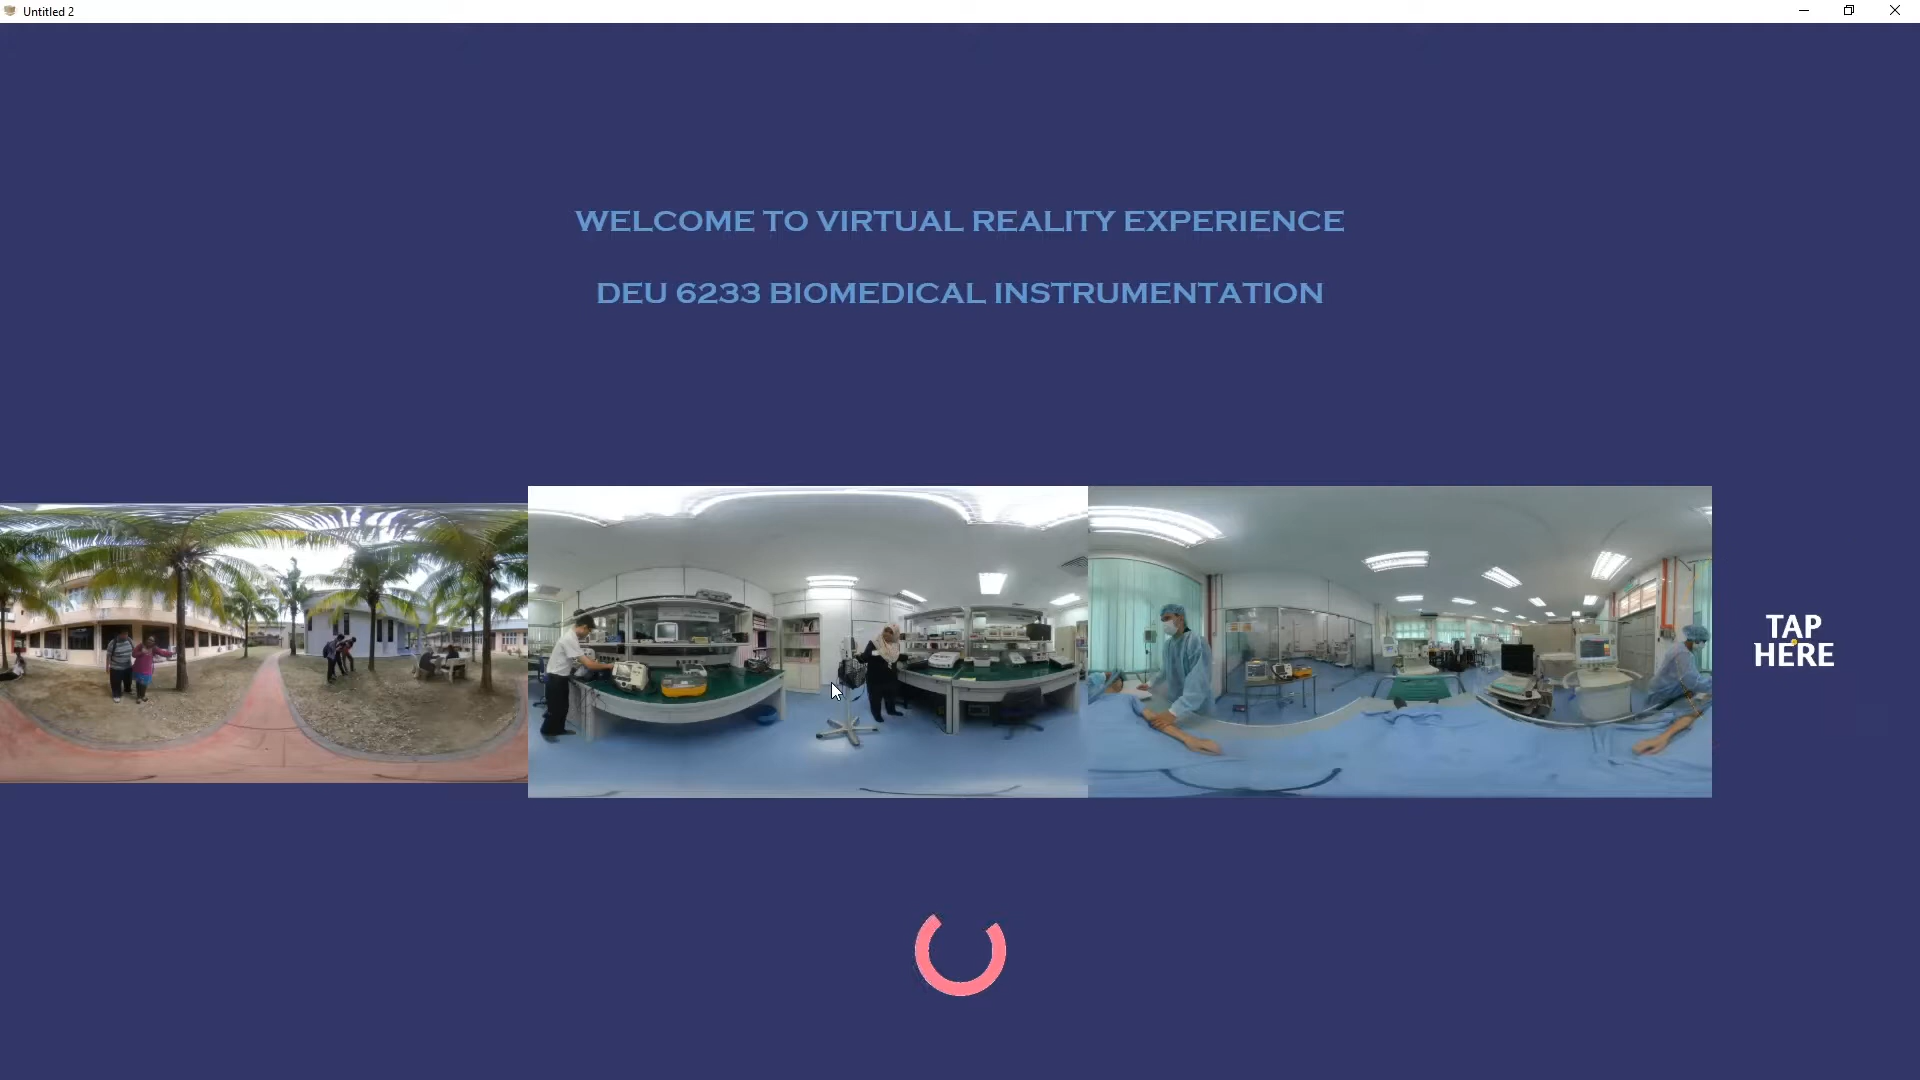 Untitled 2
WELCOME TO VIRTUAL REALITY EXPERIENCE
DEU 6233 BIOMEDICAL INSTRUMENTATION
TAP
HERE